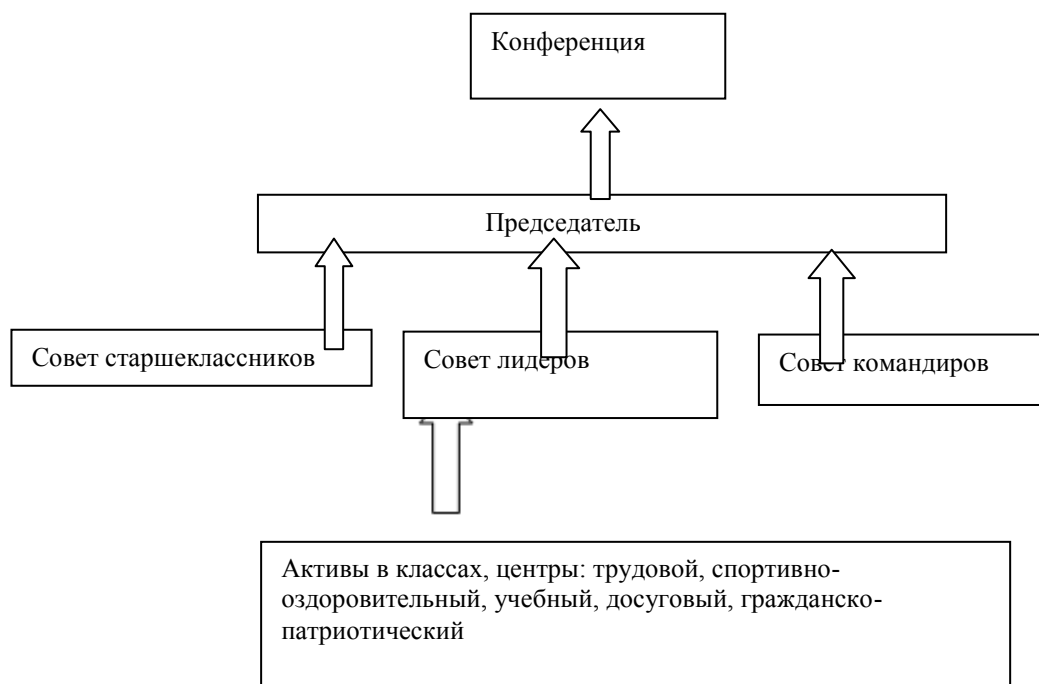 Конференция
Председатель
Совет старшеклассников
Совет лидеров
Совет командиров
Активы в классах, центры: трудовой, спортивно-
оздоровительный, учебный, досуговый, гражданско-
патриотический